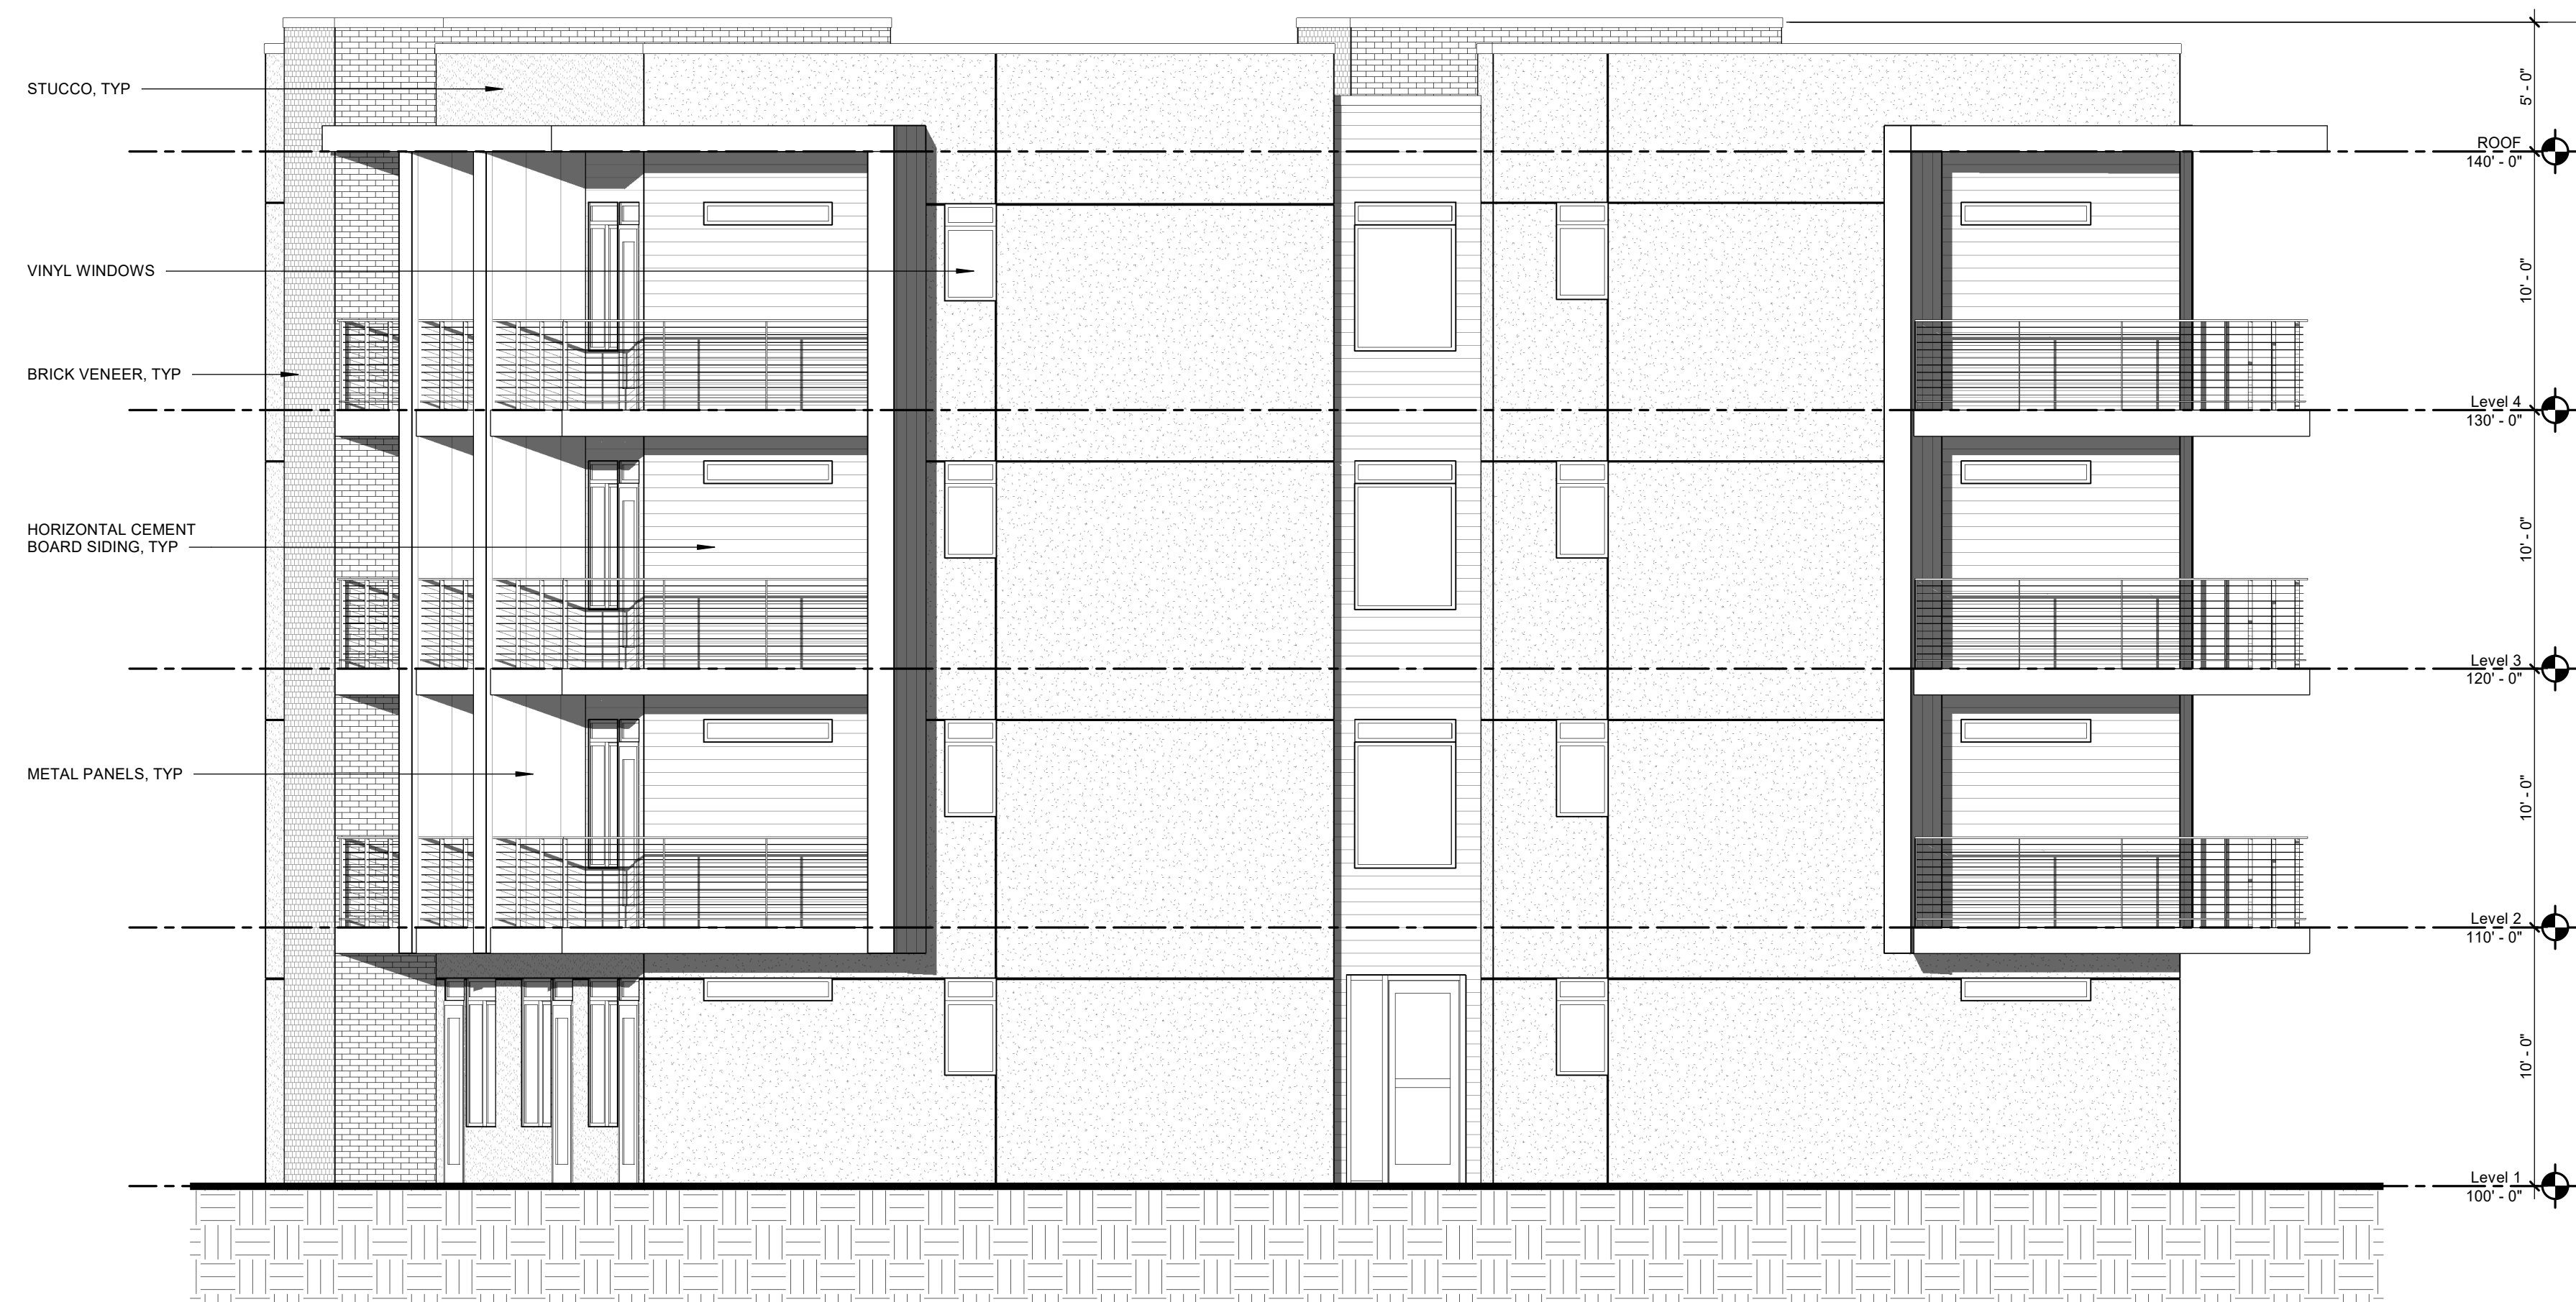 STUCCO, TYP
VINYL WINDOWS
BRICK VENEER, TYP
HORIZONTAL CEMENT
BOARD SIDING, TYP
METAL PANELS, TYP
5' - 0"
ROOF
140' - 0"
10' - 0"
Level 4
130' - 0"
10' - 0"
Level 3
120' - 0"
10' - 0"
Level 2
110' - 0"
10' - 0"
Level 1
100' - 0"